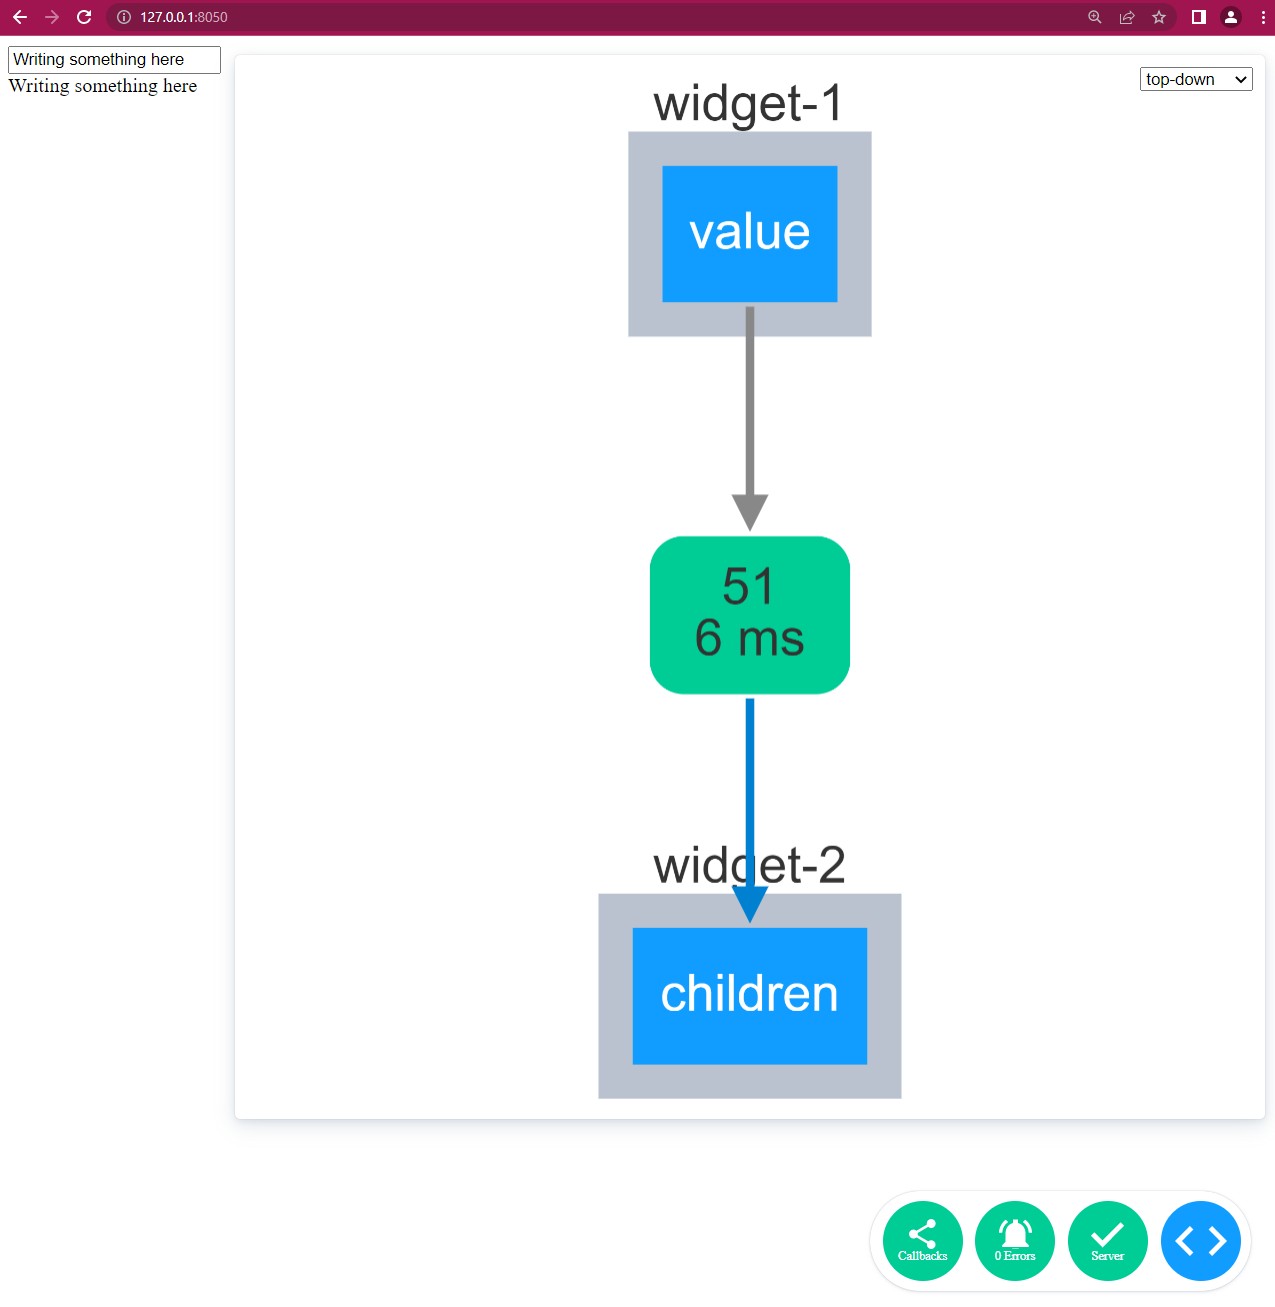 127.0.0.1:8050
Writing something here
Writing something here
top-down
widget-1
value
51
6 ms
widget-2
children
Callbacks
0 Errors
Server